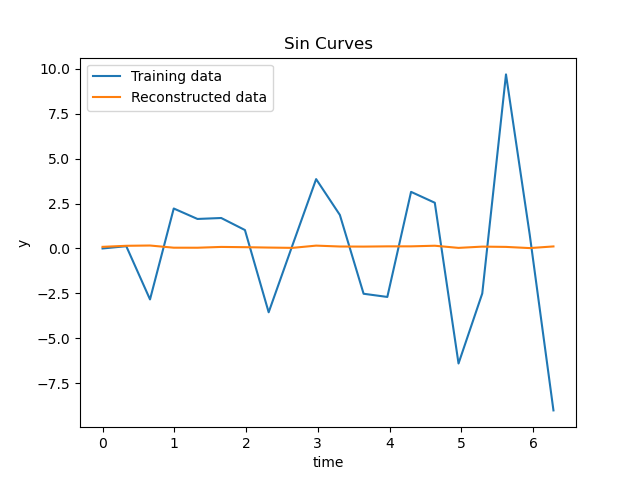 Sin Curves
Training data
Reconstructed data
10.0
7.5
5.0
2.5
0.0
−2.5
−5.0
−7.5
y
0 1 2 3 4 5 6
time